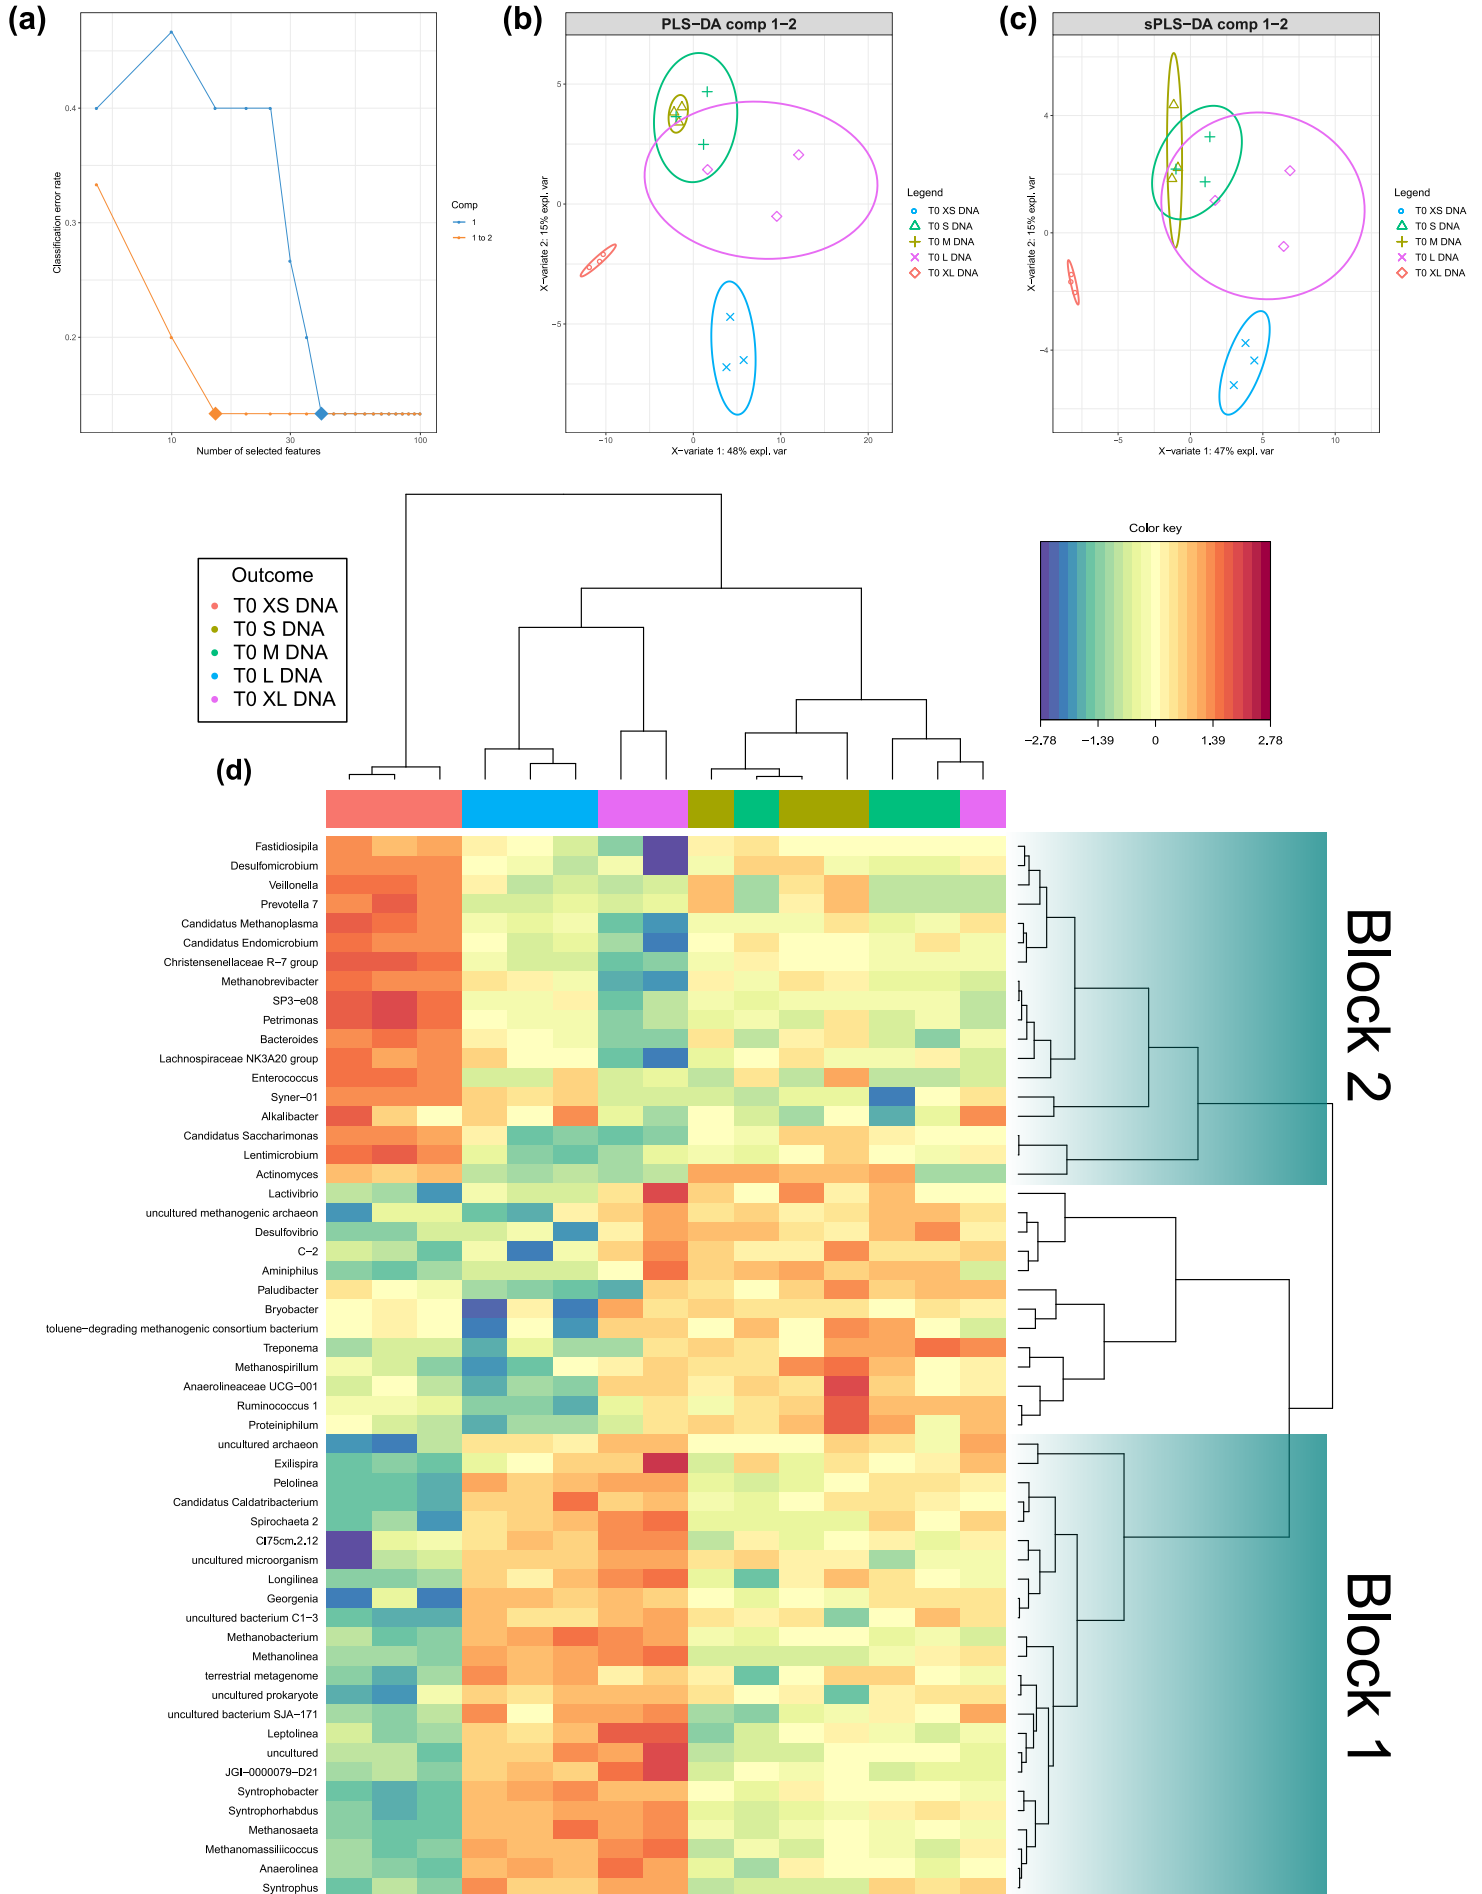 (a)
Classification error rate
0.4
0.3
0.2
10
30
100
Number of selected features
Comp
1
1 to 2
(b)
PLS−DA comp 1−2
X−variate 2: 15% expl. var
5
0
−5
−10
0
10
20
X−variate 1: 48% expl. var
Legend
T0 XS DNA
T0 S DNA
T0 M DNA
T0 L DNA
T0 XL DNA
(c)
sPLS−DA comp 1−2
X−variate 2: 15% expl. var
4
0
−4
−5
0
5
10
X−variate 1: 47% expl. var
Legend
T0 XS DNA
T0 S DNA
T0 M DNA
T0 L DNA
T0 XL DNA
Outcome
T0 XS DNA
T0 S DNA
T0 M DNA
T0 L DNA
T0 XL DNA
Color key
−2.78 −1.39 0 1.39 2.78
(d)
Fastidiosipila
Desulfomicrobium
Veillonella
Prevotella 7
Candidatus Methanoplasma
Candidatus Endomicrobium
Christensenellaceae R−7 group
Methanobrevibacter
SP3−e08
Petrimonas
Bacteroides
Lachnospiraceae NK3A20 group
Enterococcus
Syner−01
Alkalibacter
Candidatus Saccharimonas
Lentimicrobium
Actinomyces
Lactivibrio
uncultured methanogenic archaeon
Desulfovibrio
C−2
Aminiphilus
Paludibacter
Bryobacter
toluene−degrading methanogenic consortium bacterium
Treponema
Methanospirillum
Anaerolineaceae UCG−001
Ruminococcus 1
Proteiniphilum
uncultured archaeon
Exilispira
Pelolinea
Candidatus Caldatribacterium
Spirochaeta 2
CI75cm.2.12
uncultured microorganism
Longilinea
Georgenia
uncultured bacterium C1−3
Methanobacterium
Methanolinea
terrestrial metagenome
uncultured prokaryote
uncultured bacterium SJA−171
Leptolinea
uncultured
JGI−0000079−D21
Syntrophobacter
Syntrophorhabdus
Methanosaeta
Methanomassiliicoccus
Anaerolinea
Syntrophus
Block 2
Block 1